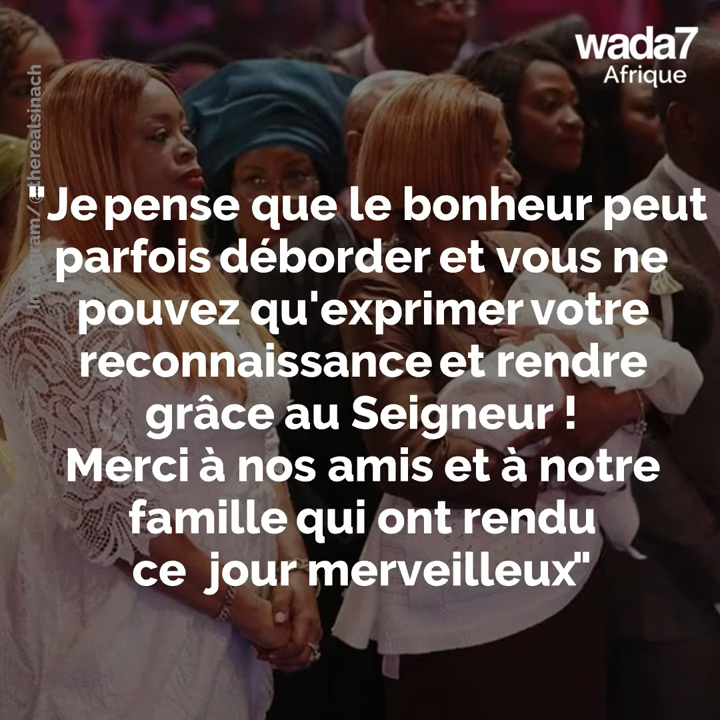 wada7
Afrique
"Je pense que le bonheur peut
parfois déborder et vous ne
pouvez qu'exprimer votre
reconnaissance et rendre
grâce au Seigneur !
Merci à nos amis et à notre
famille qui ont rendu
ce jour merveilleux"
@therealsinach